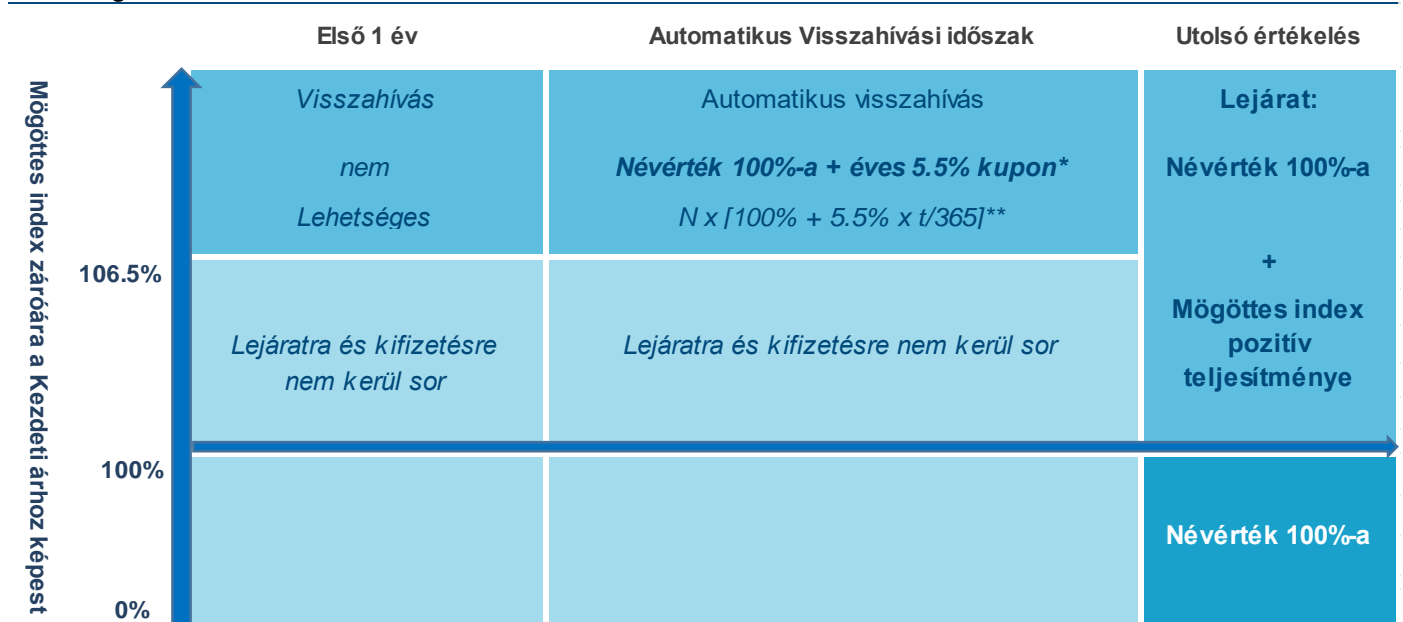 Első 1 év
Automatikus Visszahívási időszak
Utolsó értékelés
Mögöttes index záróára a Kezdeti árhoz képest
106.5%
100%
0%
Visszahívás
nem
Lehetséges
Automatikus visszahívás
Névérték 100%-a + éves 5.5% kupon*
N x [100% + 5.5% x t/365]**
Lejárat:
Névérték 100%-a
+
Mögöttes index
pozitív
teljesítménye
Lejáratra és kifizetésre
nem kerül sor
Lejáratra és kifizetésre nem kerül sor
Névérték 100%-a